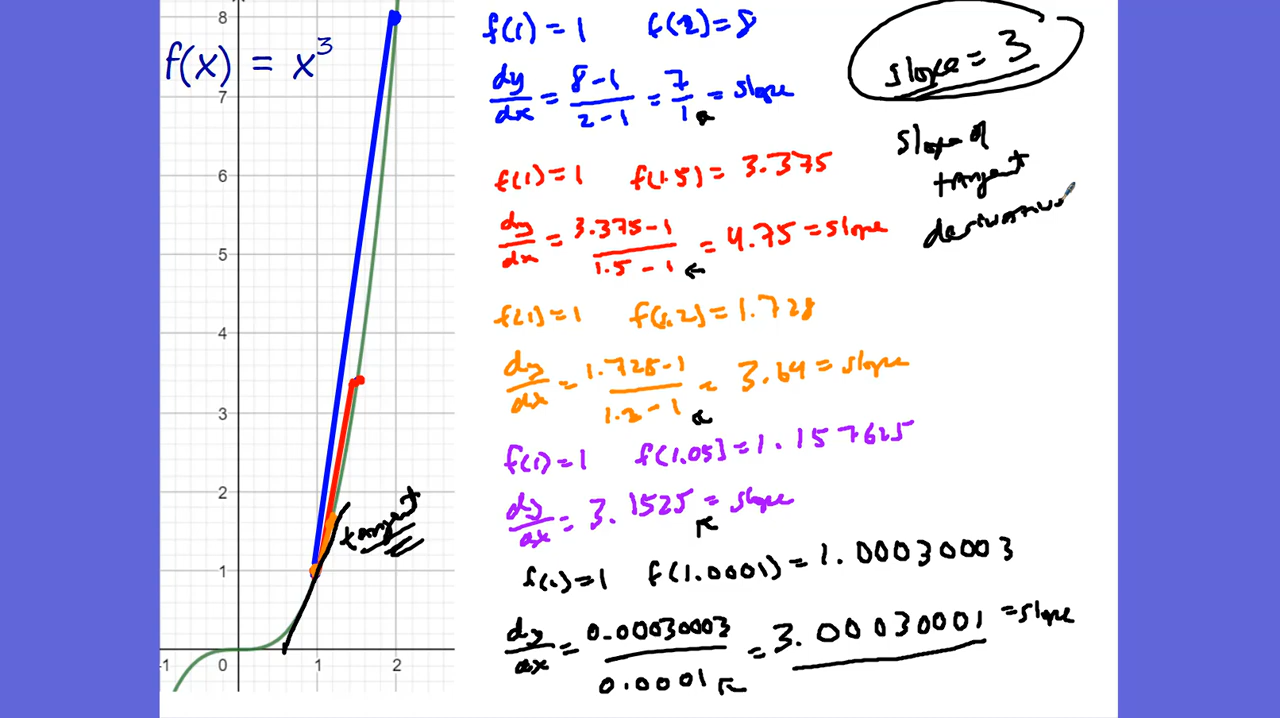 f(x) = x³
8
7
6
5
4
3
2
1
-1 0 1 2
tangent
f(1)=1 f(2)=8
dy/dx = 8-1/2-1 = 7/1 = slope
f(1)=1 f(1.5)=3.375
dy/dx = 3.375-1/1.5-1 = 4.75 = slope
f(1)=1 f(1.2)=1.728
dy/dx = 1.728-1/1.2-1 = 3.64 = slope
f(1)=1 f(1.05)=1.157625
dy/dx = 3.1525 = slope
f(1)=1 f(1.0001)=1.00030003
dy/dx = 0.00030003/0.0001 = 3.00030001 = slope
slope = 3
slope of
tangent
derivative